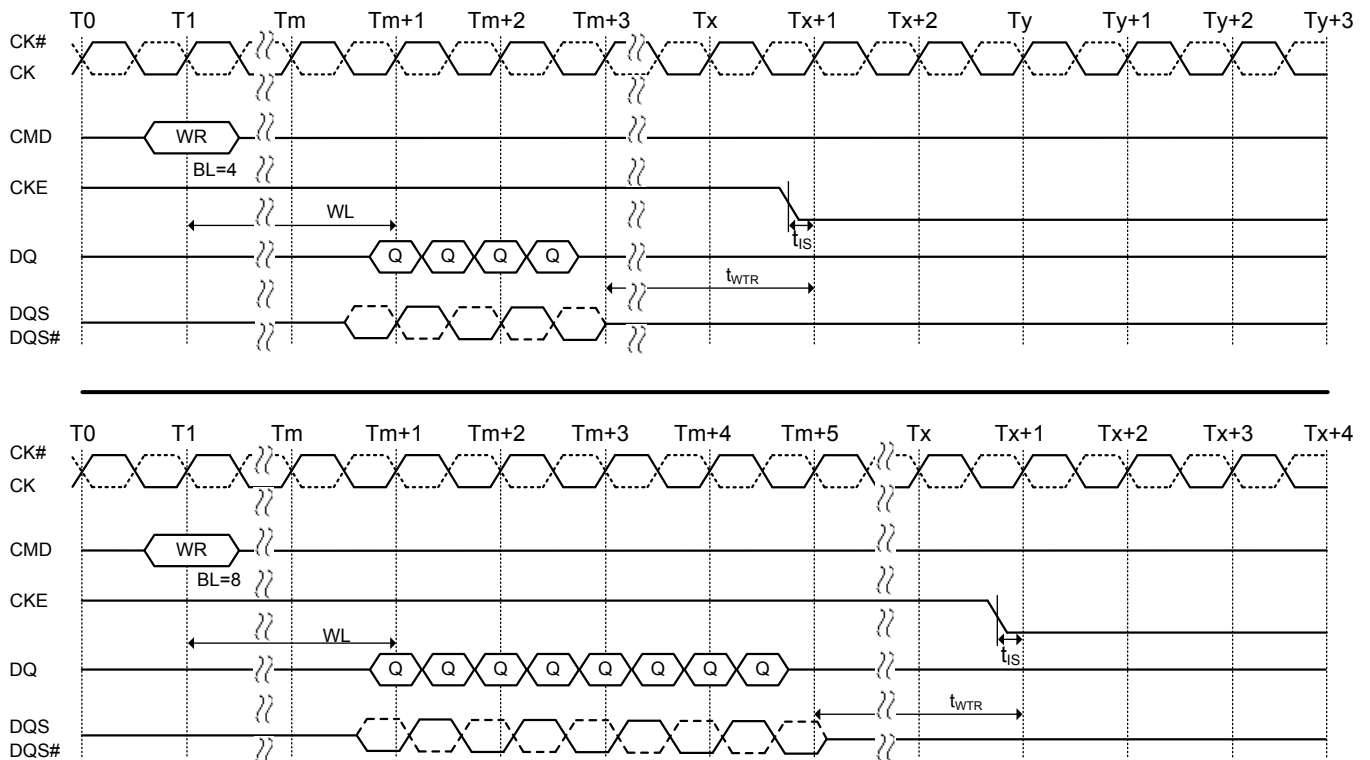 T0 T1 Tm Tm+1 Tm+2 Tm+3 Tx Tx+1 Tx+2 Ty Ty+1 Ty+2 Ty+3
CK#
CK
CMD WR
BL=4
CKE
WL
tIS
DQ Q Q Q Q
tWTR
DQS
DQS#
T0 T1 Tm Tm+1 Tm+2 Tm+3 Tm+4 Tm+5 Tx Tx+1 Tx+2 Tx+3 Tx+4
CK#
CK
CMD WR
BL=8
CKE
WL
tIS
DQ Q Q Q Q Q Q Q Q
tWTR
DQS
DQS#